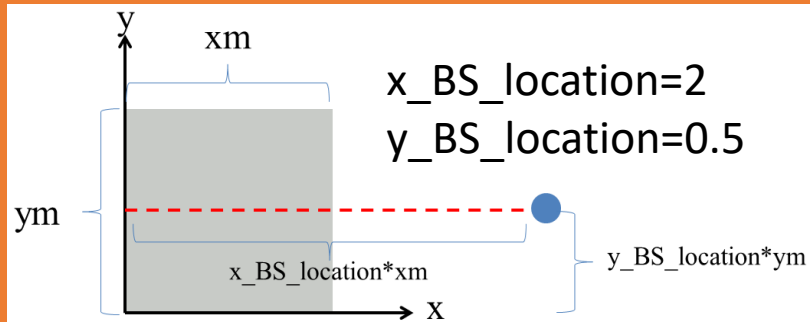 y
xm
x_BS_location=2
y_BS_location=0.5
ym
x_BS_location*xm
y_BS_location*ym
x